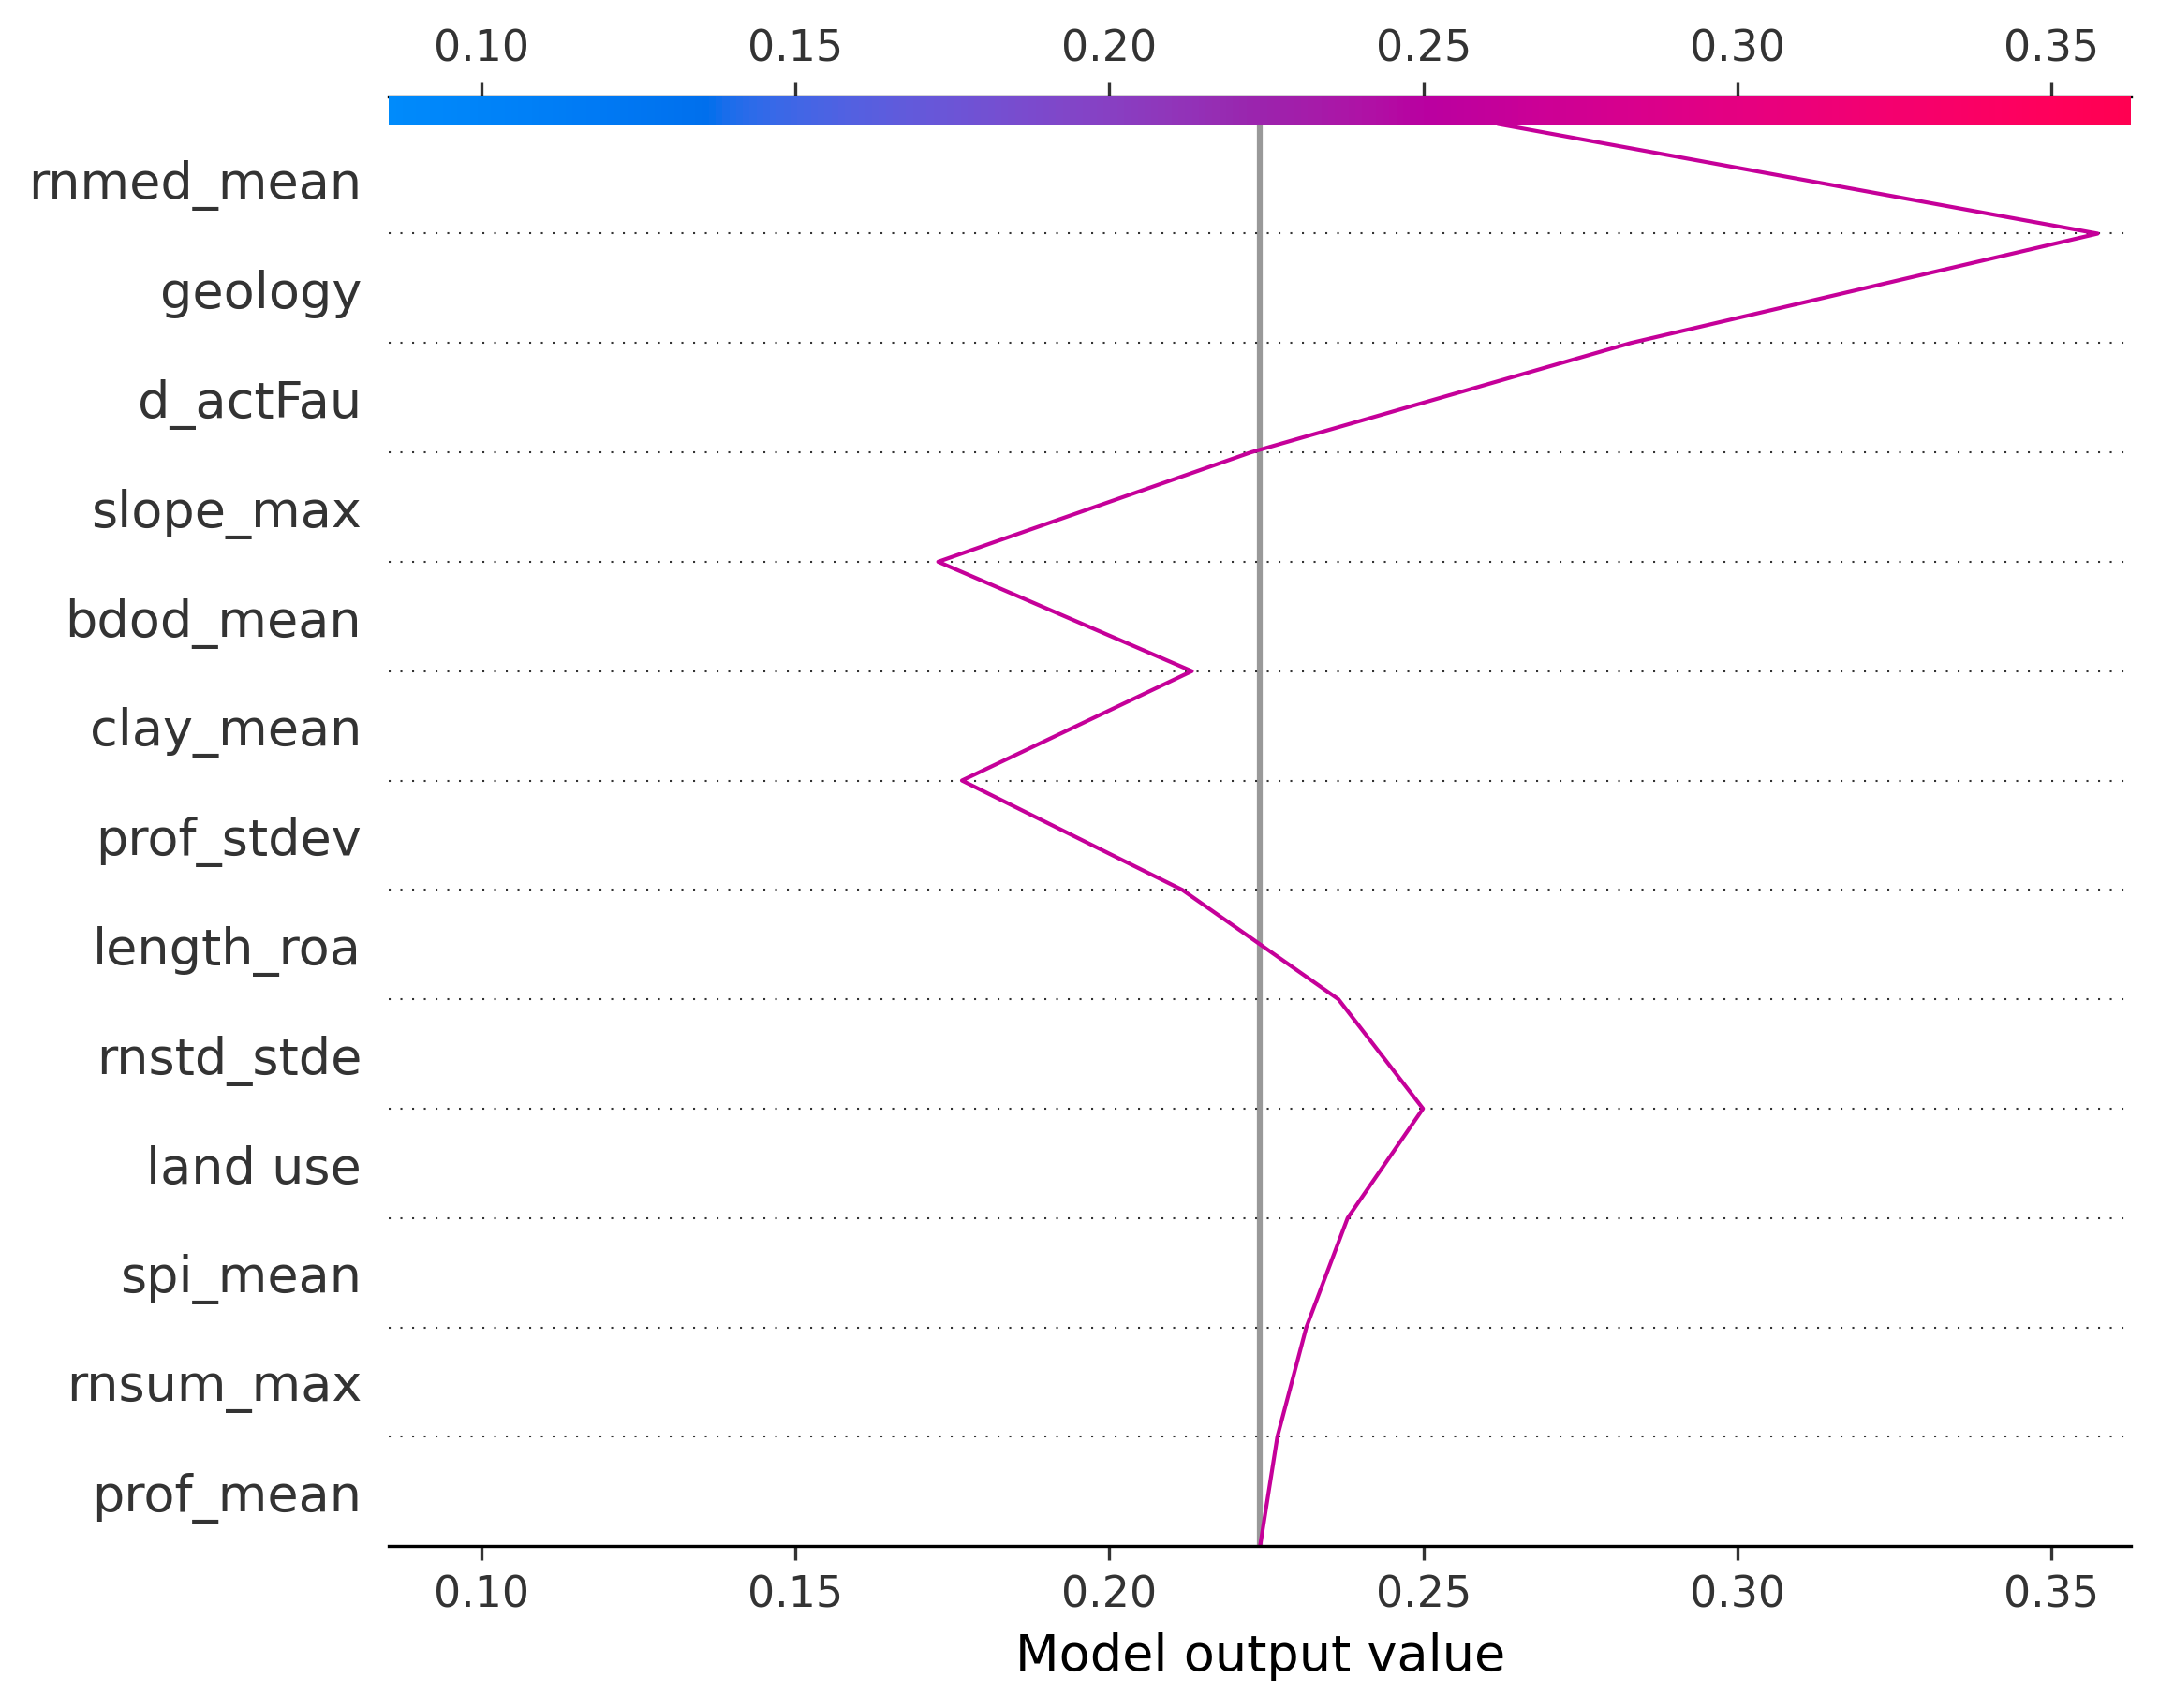 0.10 0.15 0.20 0.25 0.30 0.35
rnmed_mean
geology
d_actFau
slope_max
bdod_mean
clay_mean
prof_stdev
length_roa
rnstd_stde
land use
spi_mean
rnsum_max
prof_mean
0.10 0.15 0.20 0.25 0.30 0.35
Model output value